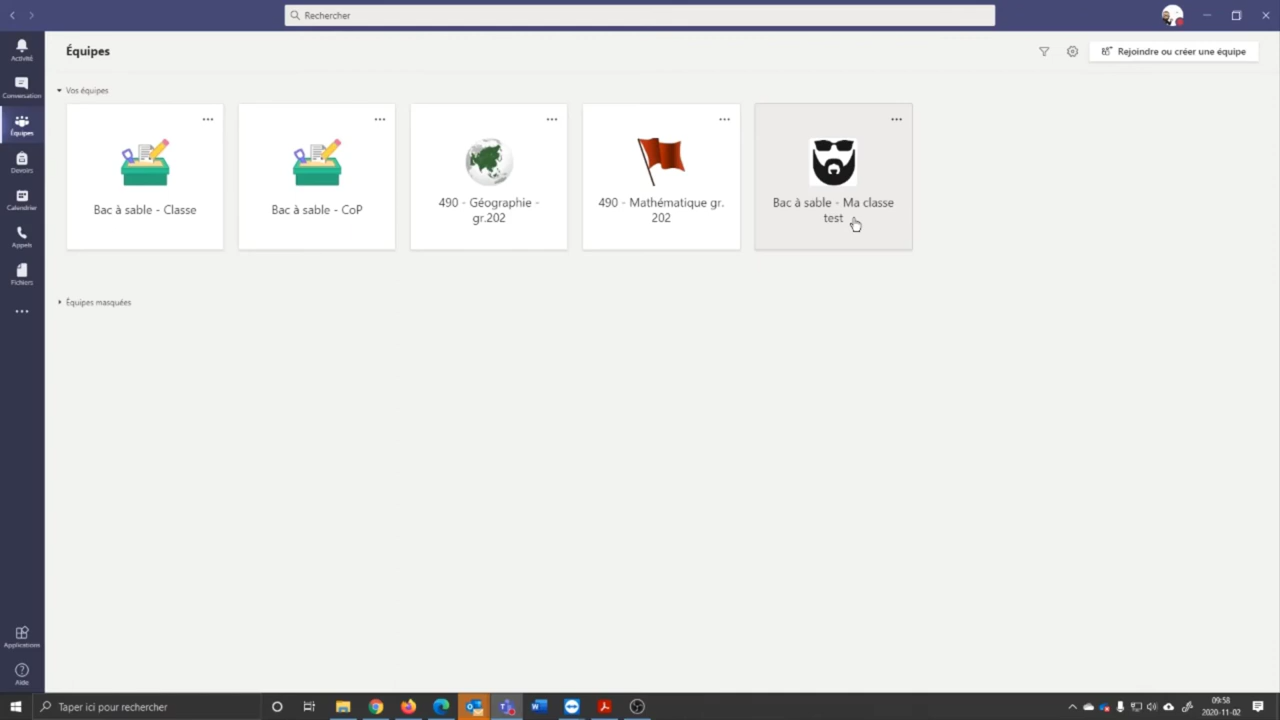 Rechercher
Activité
Conversation
Équipes
Devoirs
Calendrier
Appels
Fichiers
Applications
Aide
Équipes
Rejoindre ou créer une équipe
Vos équipes
Bac à sable - Classe
Bac à sable - CoP
490 - Géographie -
gr.202
490 - Mathématique gr.
202
Bac à sable - Ma classe
test
Équipes masquées
Taper ici pour rechercher
09:58
2020-11-02